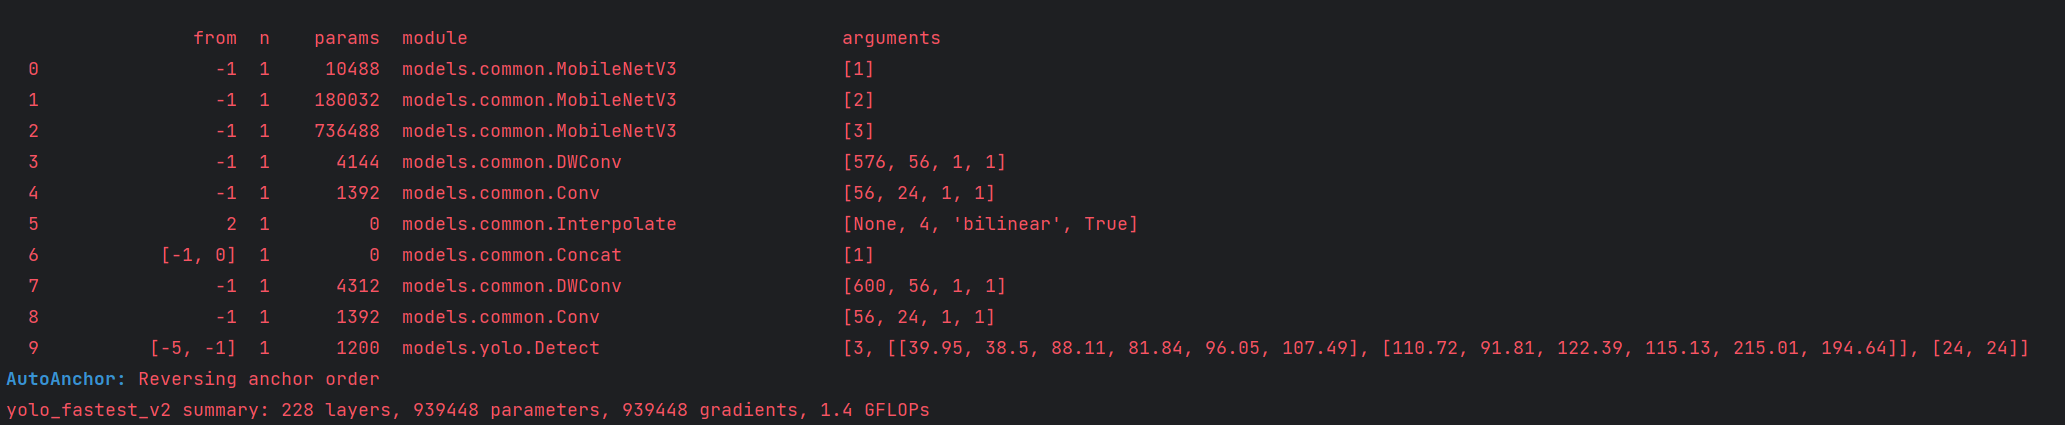 from  n    params  module                                  arguments
  0                -1  1     10488  models.common.MobileNetV3               [1]
  1                -1  1    180032  models.common.MobileNetV3               [2]
  2                -1  1    736488  models.common.MobileNetV3               [3]
  3                -1  1      4144  models.common.DWConv                    [576, 56, 1, 1]
  4                -1  1      1392  models.common.Conv                      [56, 24, 1, 1]
  5                 2  1         0  models.common.Interpolate               [None, 4, 'bilinear', True]
  6           [-1, 0]  1         0  models.common.Concat                    [1]
  7                -1  1      4312  models.common.DWConv                    [600, 56, 1, 1]
  8                -1  1      1392  models.common.Conv                      [56, 24, 1, 1]
  9          [-5, -1]  1      1200  models.yolo.Detect                      [3, [[39.95, 38.5, 88.11, 81.84, 96.05, 107.49], [110.72, 91.81, 122.39, 115.13, 215.01, 194.64]], [24, 24]]
AutoAnchor: Reversing anchor order
yolo_fastest_v2 summary: 228 layers, 939448 parameters, 939448 gradients, 1.4 GFLOPs